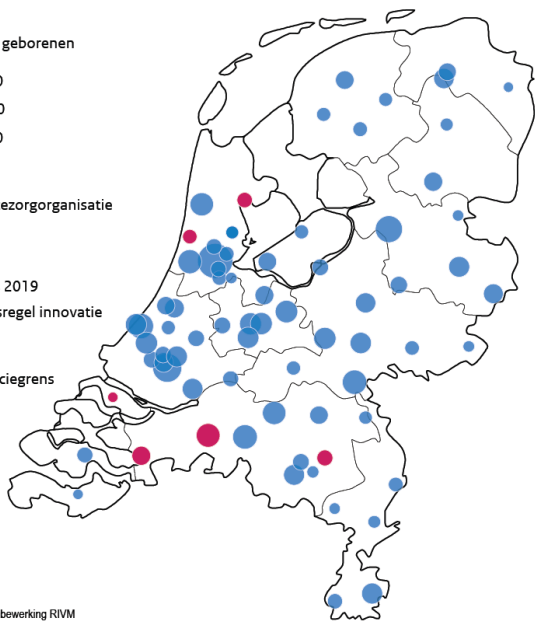 geborenen
0
0
0
ezorgorganisatie
2019
sregel innovatie
ciegrens
bewerking RIVM